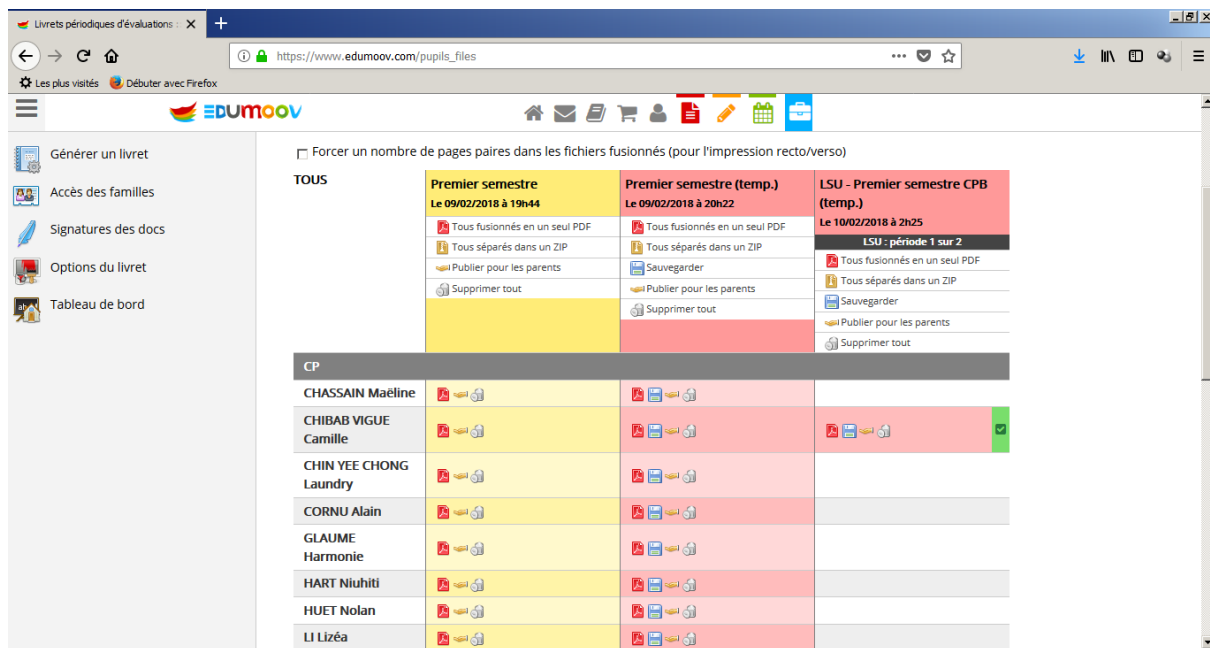 Livrets périodiques d'évaluations :
https://www.edumoov.com/pupils_files
Les plus visités Débuter avec Firefox
EDUMOOV
Générer un livret
Accès des familles
Signatures des docs
Options du livret
Tableau de bord
Forcer un nombre de pages paires dans les fichiers fusionnés (pour l'impression recto/verso)
TOUS
Premier semestre
Le 09/02/2018 à 19h44
Tous fusionnés en un seul PDF
Tous séparés dans un ZIP
Publier pour les parents
Supprimer tout
Premier semestre (temp.)
Le 09/02/2018 à 20h22
Tous fusionnés en un seul PDF
Tous séparés dans un ZIP
Sauvegarder
Publier pour les parents
Supprimer tout
LSU - Premier semestre CPB
(temp.)
Le 10/02/2018 à 2h25
LSU : période 1 sur 2
Tous fusionnés en un seul PDF
Tous séparés dans un ZIP
Sauvegarder
Publier pour les parents
Supprimer tout
CP
CHASSAIN Maëline
CHIBAB VIGUE
Camille
CHIN YEE CHONG
Laundry
CORNU Alain
GLAUME
Harmonie
HART Niuhiti
HUET Nolan
LI Lizéa